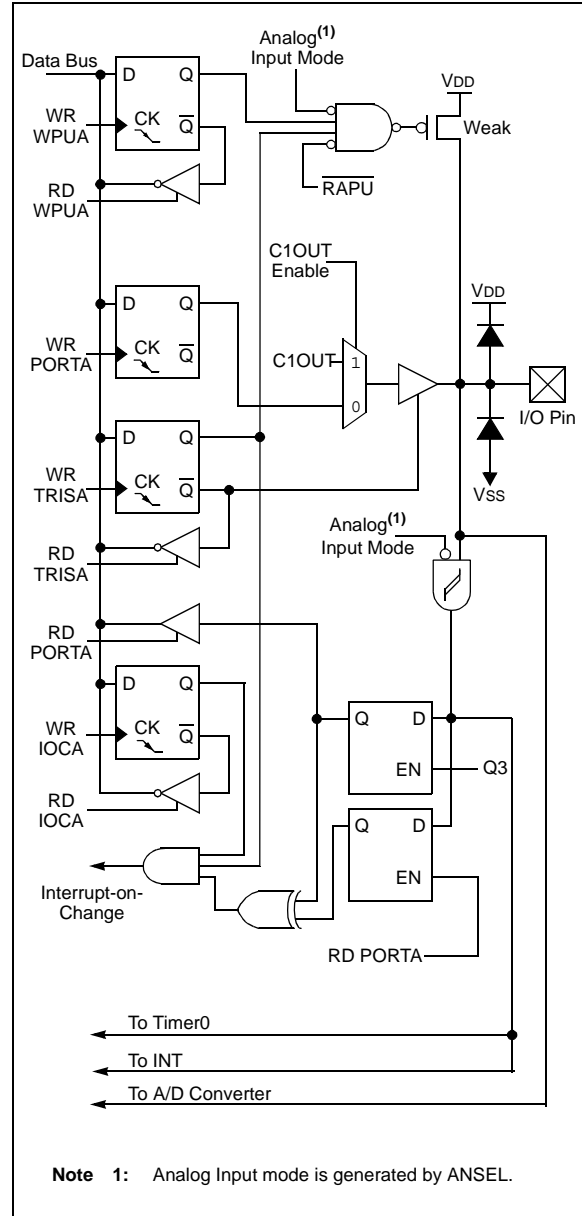 Analog(1)
Input Mode
Data Bus
D Q
VDD
WR
WPUA
CK Q
Weak
RD
WPUA
RAPU
C1OUT
Enable
VDD
D Q
WR
PORTA
CK Q
C1OUT
1
0
I/O Pin
D Q
WR
TRISA
CK Q
VSS
Analog(1)
Input Mode
RD
TRISA
RD
PORTA
D Q
WR
IOCA
CK Q
Q D
EN
Q3
RD
IOCA
Q D
EN
Interrupt-on-
Change
RD PORTA
To Timer0
To INT
To A/D Converter
Note 1: Analog Input mode is generated by ANSEL.